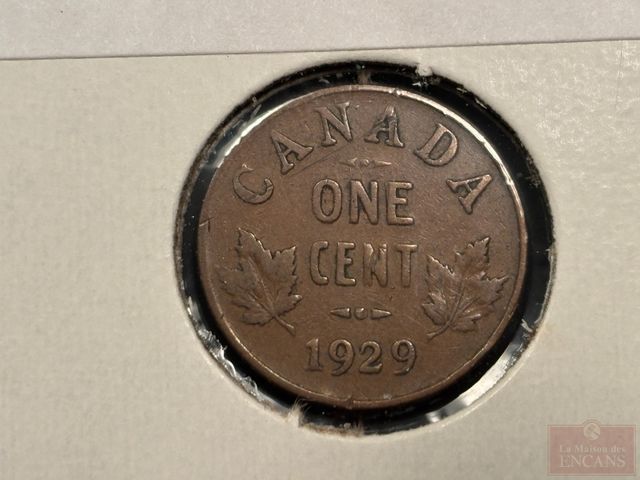 CANADA
ONE
CENT
1929
La Maison des
ENCANS